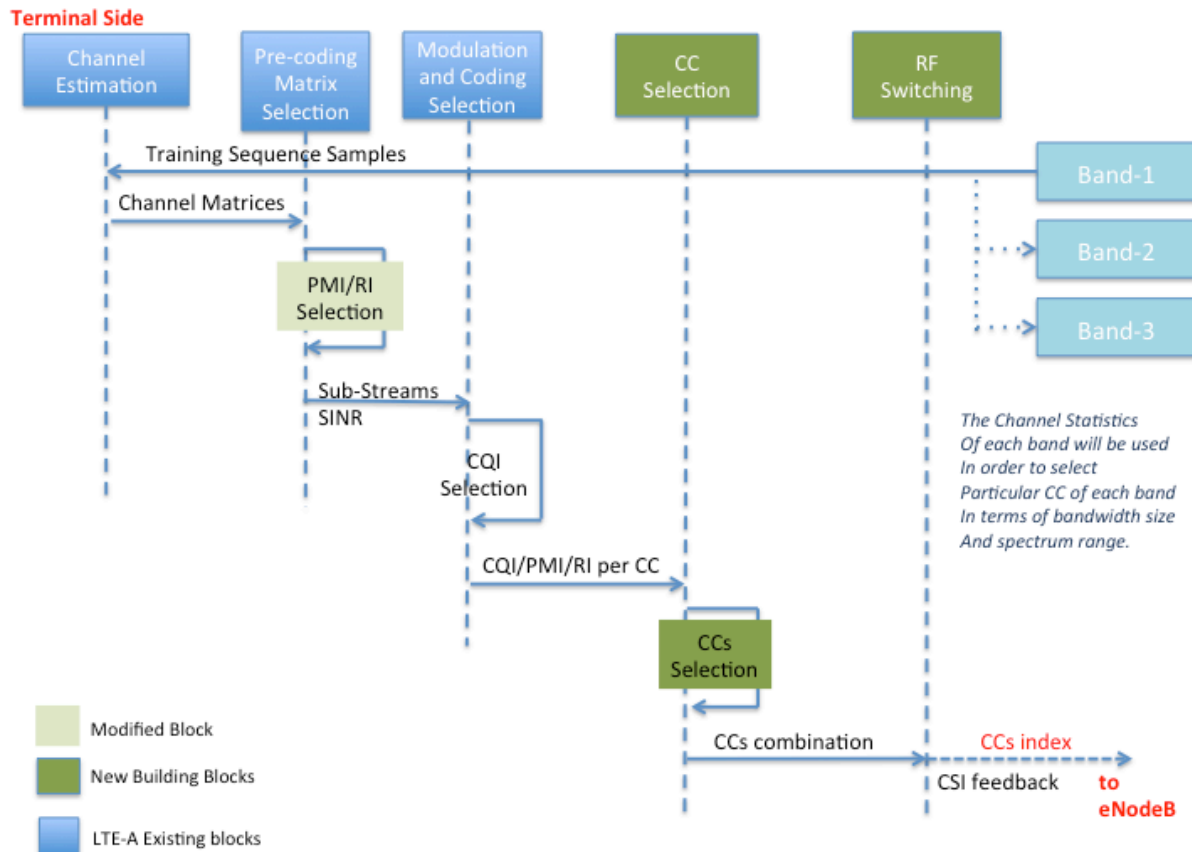 Terminal Side
Channel
Estimation
Pre-coding
Matrix
Selection
Modulation
and Coding
Selection
CC
Selection
RF
Switching
Training Sequence Samples
Band-1
Channel Matrices
Band-2
PMI/RI
Selection
Band-3
Sub-Streams
SINR
The Channel Statistics
Of each band will be used
In order to select
Particular CC of each band
In terms of bandwidth size
And spectrum range.
CQI
Selection
CQI/PMI/RI per CC
CCs
Selection
Modified Block
CCs combination
CCs index
New Building Blocks
CSI feedback
to
eNodeB
LTE-A Existing blocks